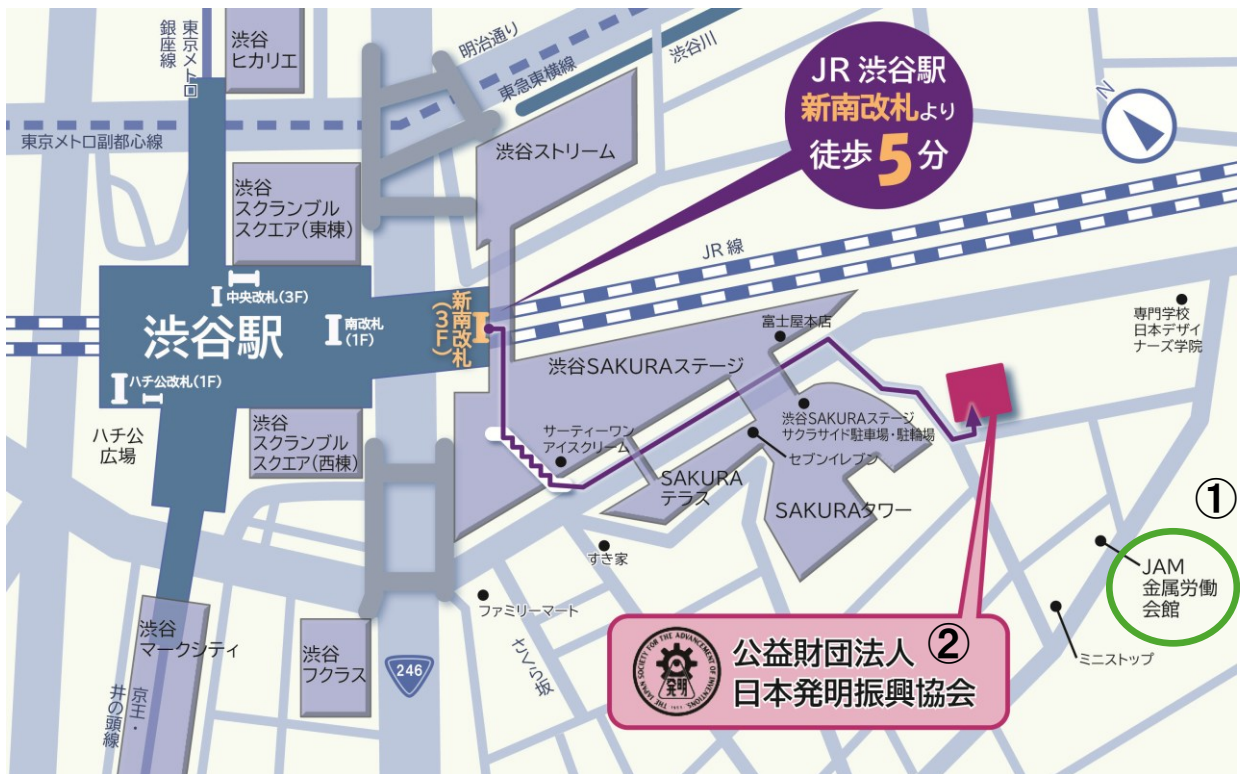 東京メトロ
銀座線
渋谷
ヒカリエ
明治通り
東急東横線
渋谷川
東京メトロ副都心線
渋谷ストリーム
JR 渋谷駅
新南改札より
徒歩5分
N
渋谷
スクランブル
スクエア(東棟)
JR 線
中央改札(3F)
渋谷駅
南改札
(1F)
新南改札
(3F)
ハチ公改札(1F)
ハチ公
広場
渋谷
スクランブル
スクエア(西棟)
富士屋本店
渋谷SAKURAステージ
専門学校
日本デザイ
ナーズ学院
サーティーワン
アイスクリーム
渋谷SAKURAステージ
サクラサイド駐車場・駐輪場
セブンイレブン
SAKURA
テラス
SAKURAタワー
①
JAM
金属労働
会館
すき家
ファミリーマート
さくら坂
ミニストップ
渋谷
マークシティ
京王・
井の頭線
渋谷
フクラス
246
THE JAPAN SOCIETY FOR THE ADVANCEMENT OF INVENTIONS
発明
公益財団法人
②
日本発明振興協会